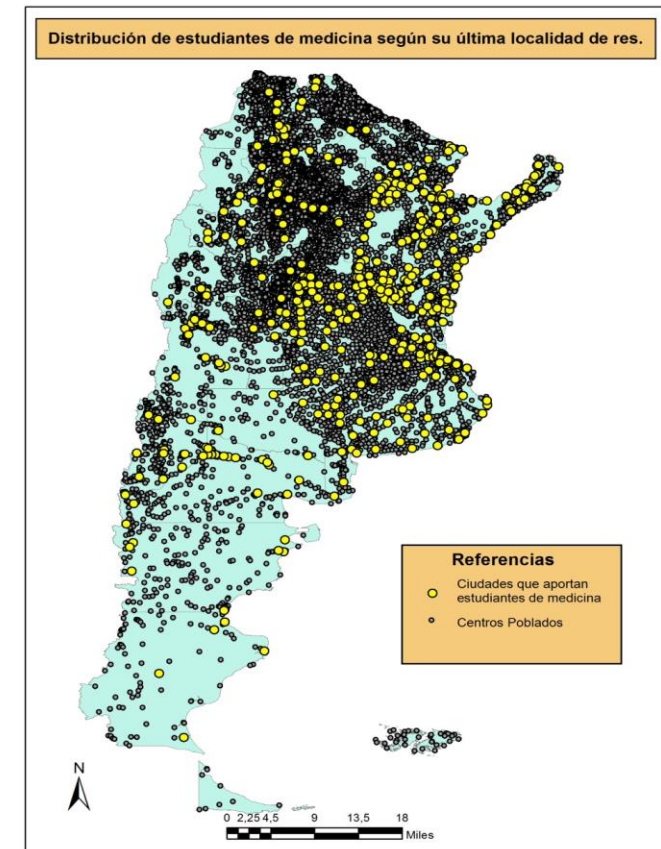 Distribución de estudiantes de medicina según su última localidad de res.
Referencias
Ciudades que aportan
estudiantes de medicina
Centros Poblados
N
0 2,25 4,5 9 13,5 18
Miles